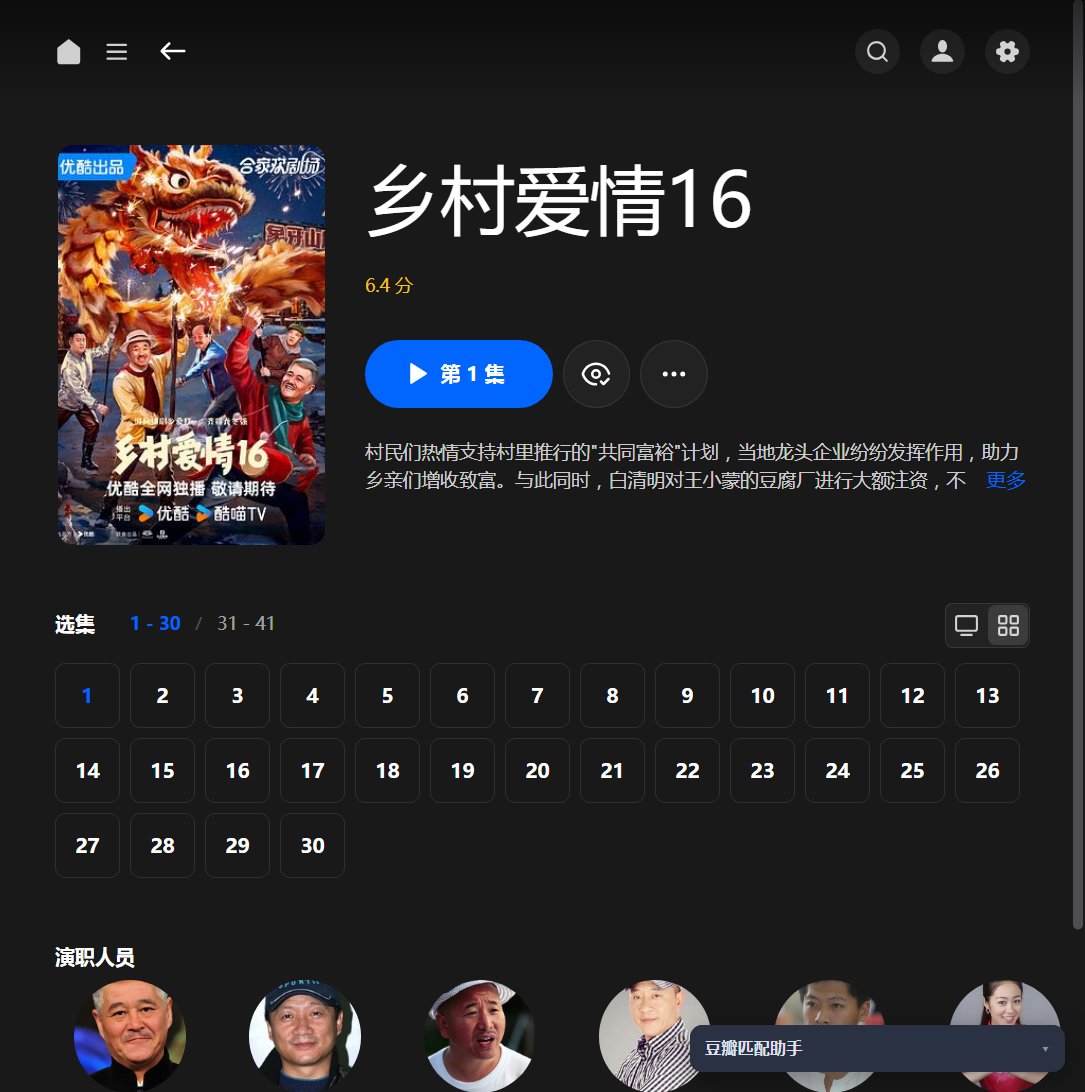 优酷出品
合家欢剧场
象牙山
乡村爱情16
优酷全网独播 敬请期待
播出平台 优酷 酷喵TV
乡村爱情16
6.4 分
第 1 集
村民们热情支持村里推行的"共同富裕"计划，当地龙头企业纷纷发挥作用，助力
乡亲们增收致富。与此同时，白清明对王小蒙的豆腐厂进行大额注资，不 更多
选集 1 - 30 / 31 - 41
1 2 3 4 5 6 7 8 9 10 11 12 13
14 15 16 17 18 19 20 21 22 23 24 25 26
27 28 29 30
演职人员
豆瓣匹配助手